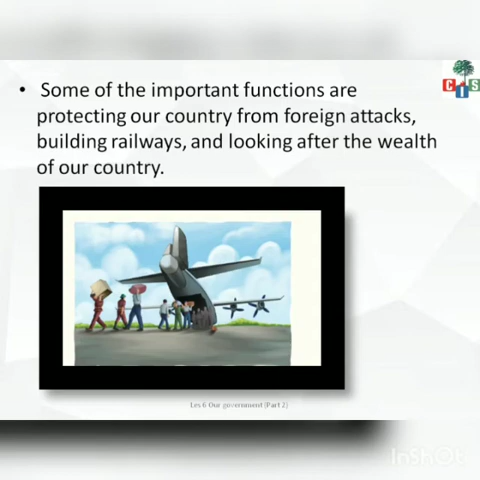 • Some of the important functions are
protecting our country from foreign attacks,
building railways, and looking after the wealth
of our country.
CIS
Les 6 Our government (Part 2)
InShOt